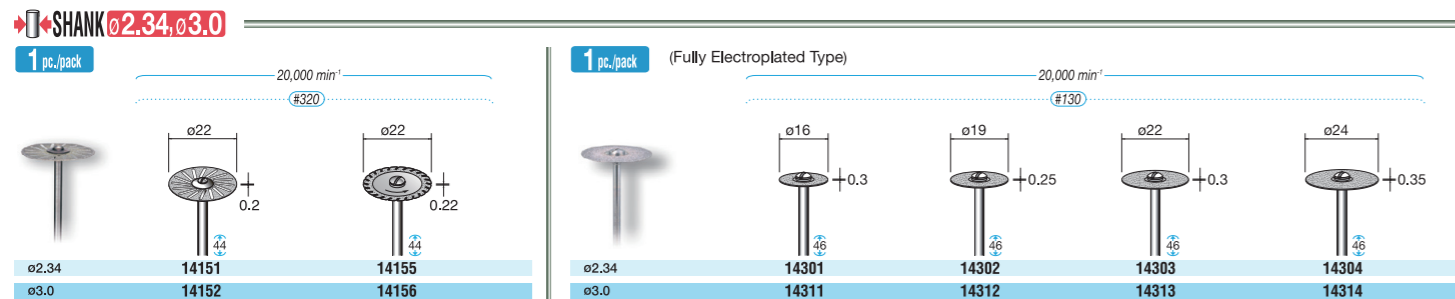 SHANK ø2.34,ø3.0
1 pc./pack
20,000 min-1
#320
ø22 ø22
0.2 0.22
44 44
ø2.34 14151 14155
ø3.0 14152 14156
1 pc./pack (Fully Electroplated Type)
20,000 min-1
#130
ø16 ø19 ø22 ø24
0.3 0.25 0.3 0.35
46 46 46 46
ø2.34 14301 14302 14303 14304
ø3.0 14311 14312 14313 14314